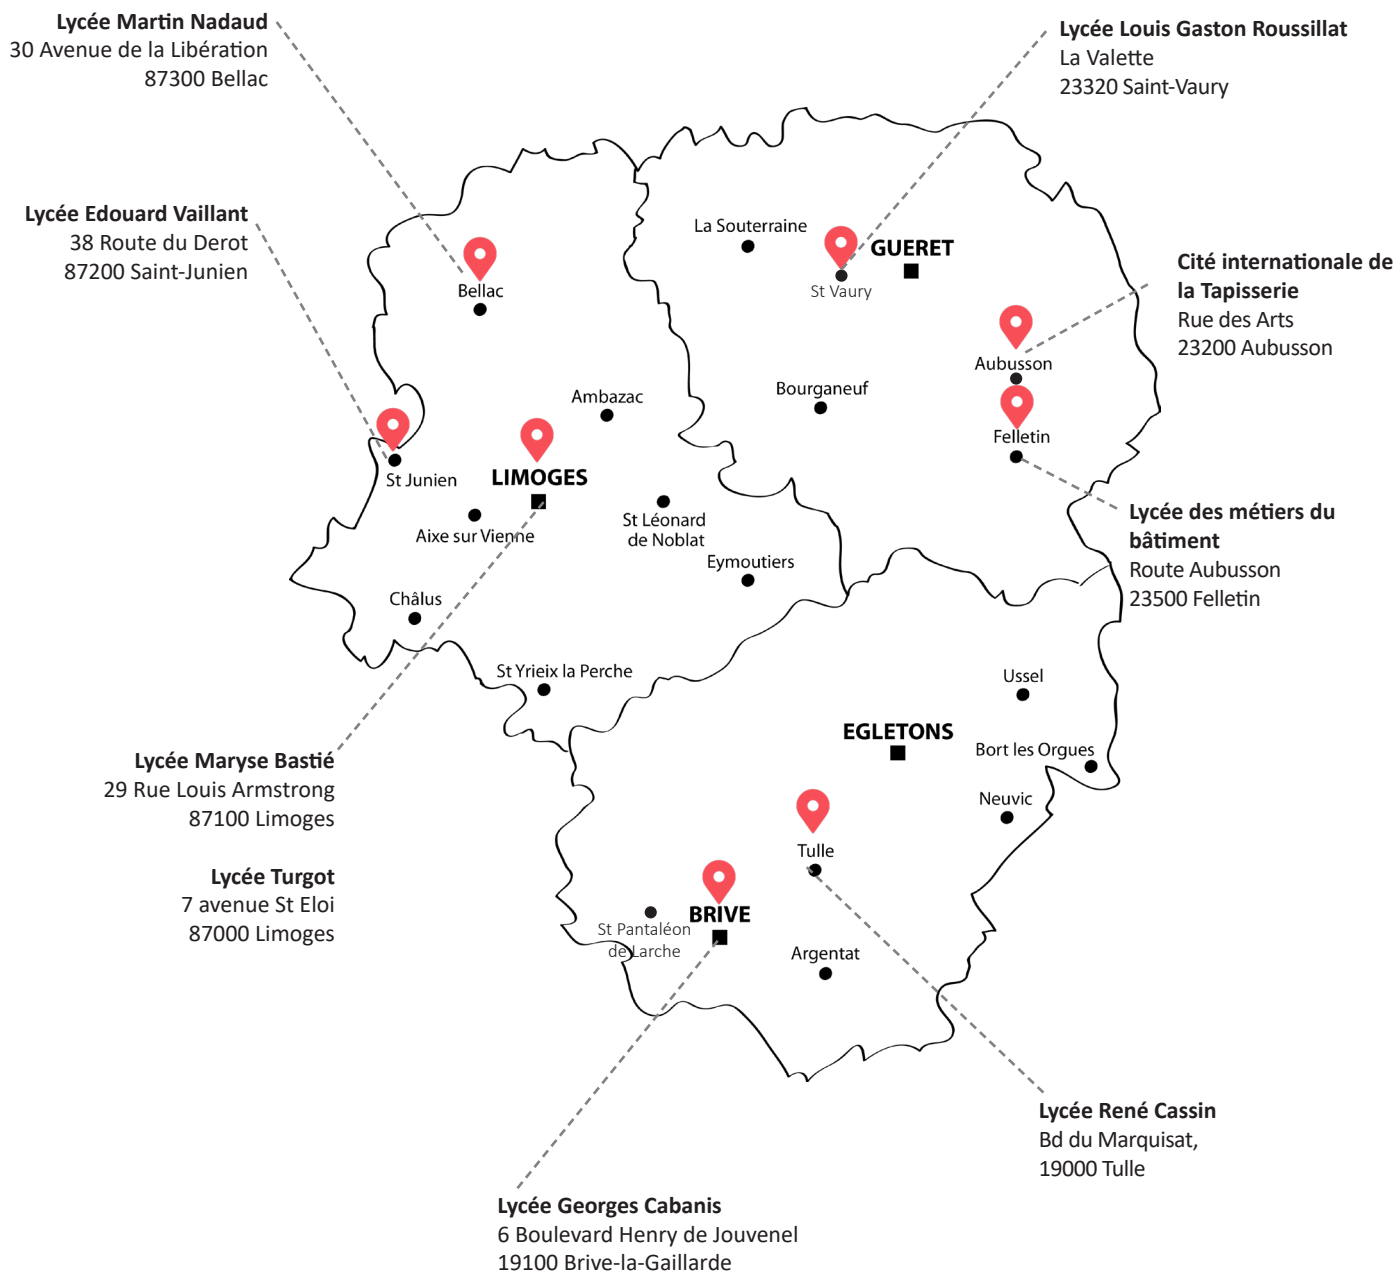 Lycée Martin Nadaud
30 Avenue de la Libération
87300 Bellac
Lycée Louis Gaston Roussillat
La Valette
23320 Saint-Vaury
Lycée Edouard Vaillant
38 Route du Derot
87200 Saint-Junien
La Souterraine
GUERET
St Vaury
Bellac
Cité internationale de
la Tapisserie
Rue des Arts
23200 Aubusson
Aubusson
Bourganeuf
Ambazac
Felletin
LIMOGES
St Junien
Aixe sur Vienne
St Léonard
de Noblat
Eymoutiers
Lycée des métiers du
bâtiment
Route Aubusson
23500 Felletin
Châlus
St Yrieix la Perche
Ussel
EGLETONS
Bort les Orgues
Neuvic
Lycée Maryse Bastié
29 Rue Louis Armstrong
87100 Limoges
Lycée Turgot
7 avenue St Eloi
87000 Limoges
Tulle
BRIVE
St Pantaléon
de Larche
Argentat
Lycée René Cassin
Bd du Marquisat,
19000 Tulle
Lycée Georges Cabanis
6 Boulevard Henry de Jouvenel
19100 Brive-la-Gaillarde